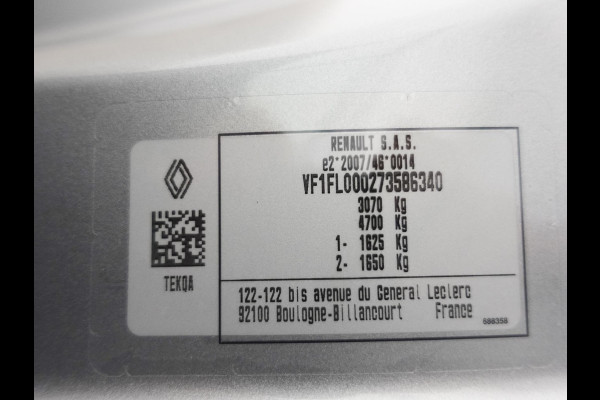 RENAULT S.A.S.
e2*2007/46*0014
VF1FL000273586340
3070 Kg
4700 Kg
1- 1625 Kg
2- 1650 Kg
TEKQA
122-122 bis avenue du General Leclerc
92100 Boulogne-Billancourt France
686358